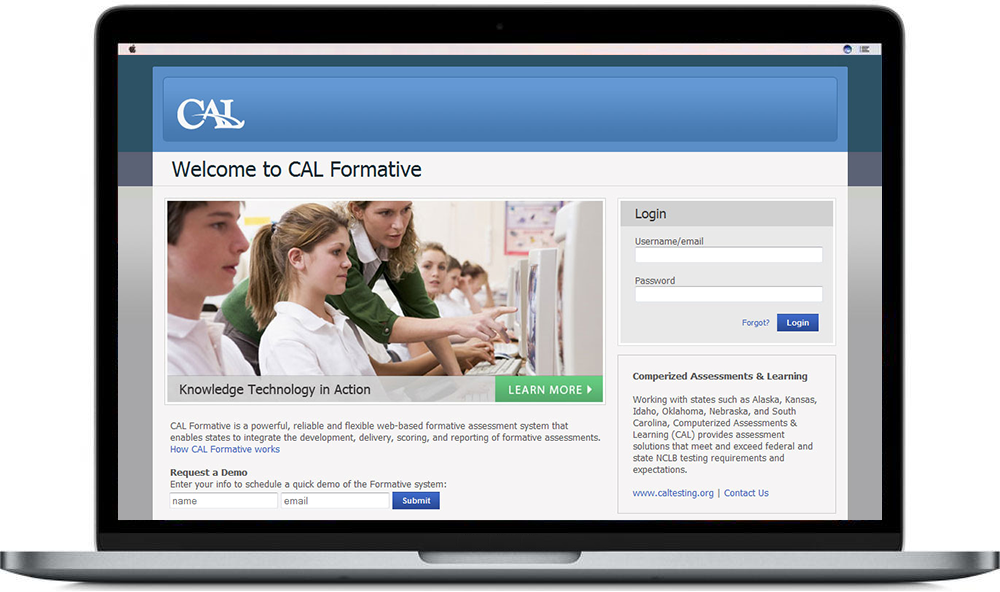 CAL
Welcome to CAL Formative
Knowledge Technology in Action
LEARN MORE
CAL Formative is a powerful, reliable and flexible web-based formative assessment system that
enables states to integrate the development, delivery, scoring, and reporting of formative assessments.
How CAL Formative works
Request a Demo
Enter your info to schedule a quick demo of the Formative system:
name
email
Submit
Login
Username/email
Password
Forgot?
Login
Comperized Assessments & Learning
Working with states such as Alaska, Kansas,
Idaho, Oklahoma, Nebraska, and South
Carolina, Computerized Assessments &
Learning (CAL) provides assessment
solutions that meet and exceed federal and
state NCLB testing requirements and
expectations.
www.caltesting.org | Contact Us